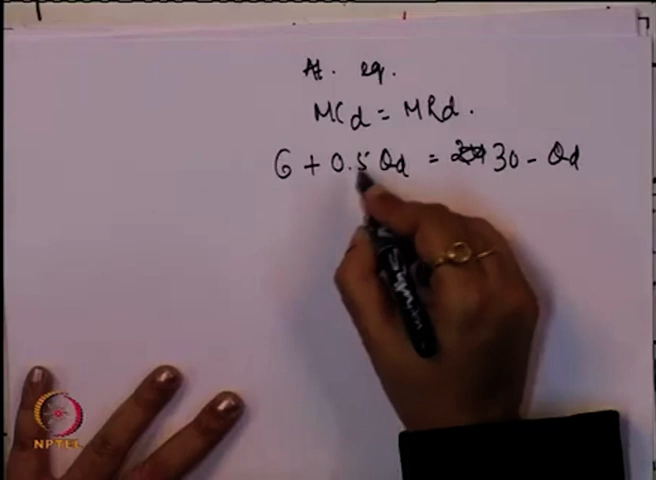 At. eq.
MCd = MRd.
6 + 0.5 Qd = 30 - Qd
NPTEL